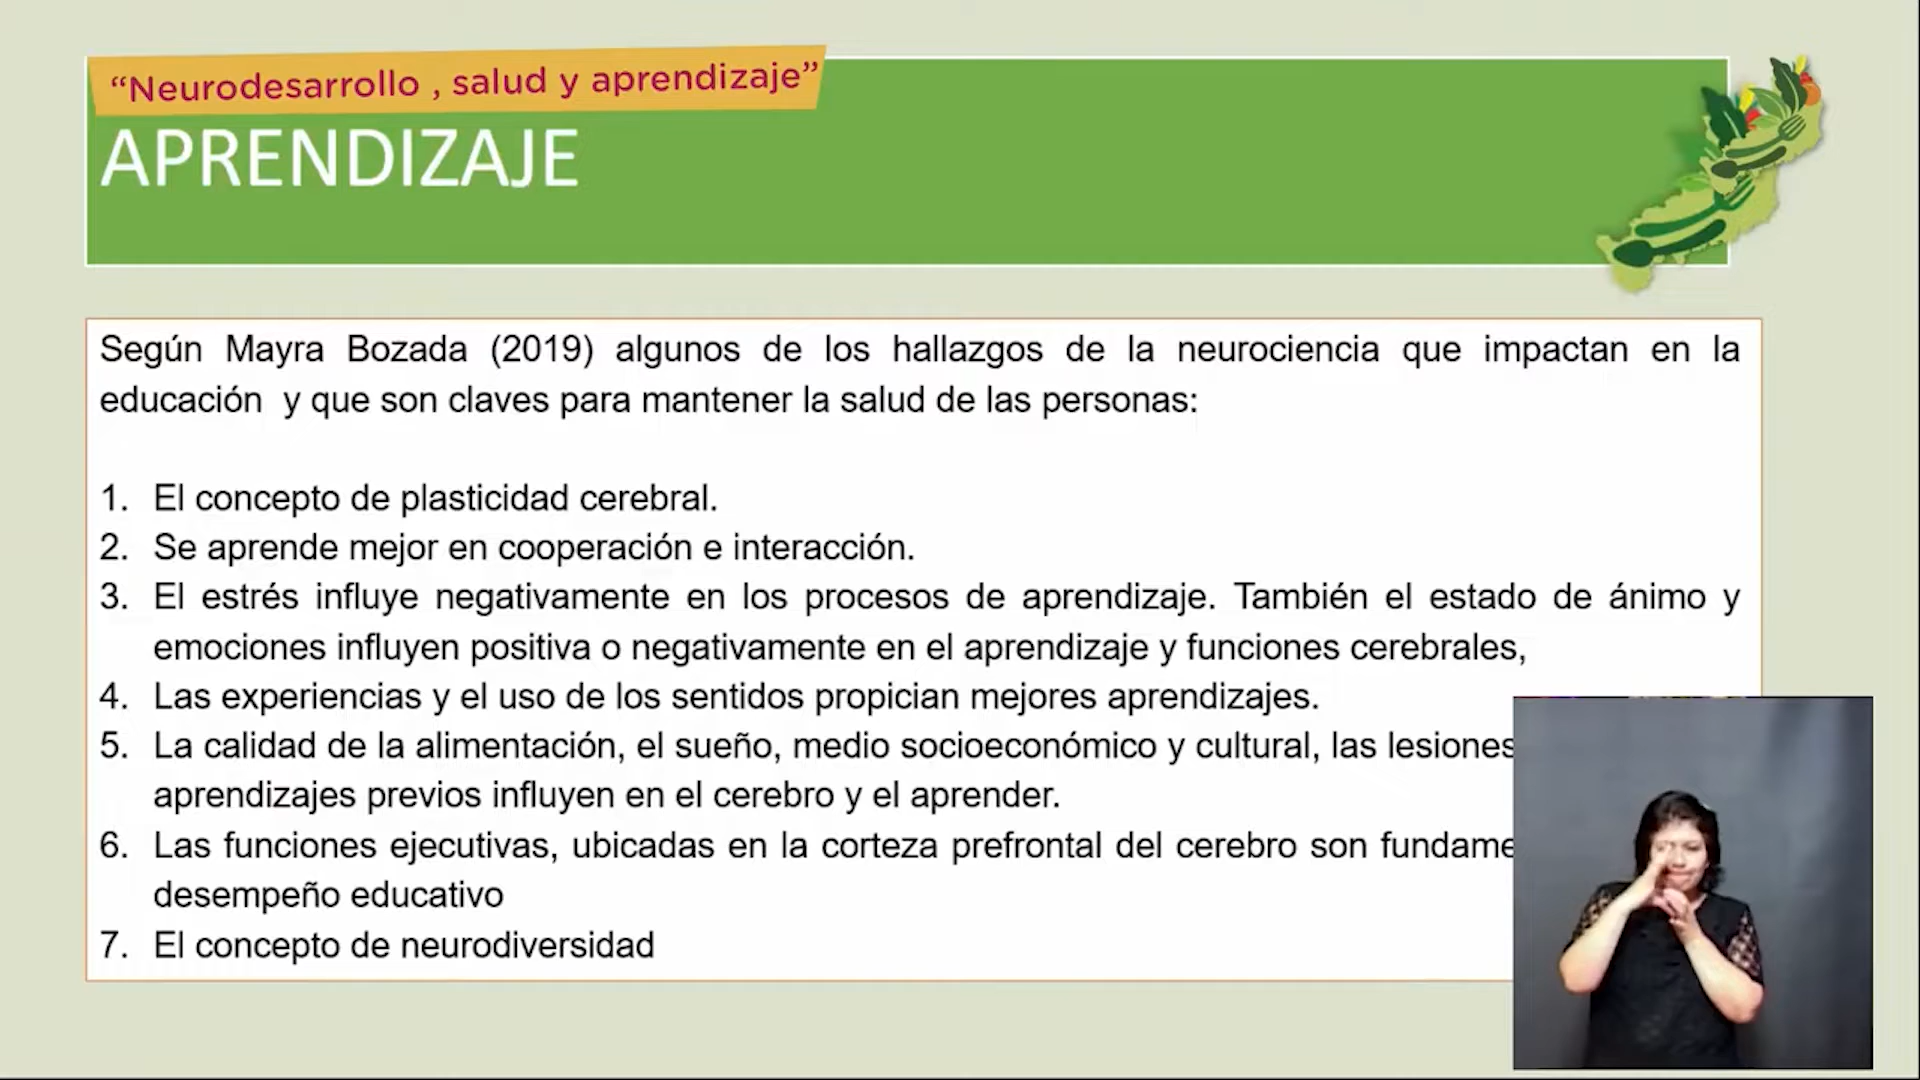 “Neurodesarrollo , salud y aprendizaje”
APRENDIZAJE
Según Mayra Bozada (2019) algunos de los hallazgos de la neurociencia que impactan en la
educación y que son claves para mantener la salud de las personas:
1. El concepto de plasticidad cerebral.
2. Se aprende mejor en cooperación e interacción.
3. El estrés influye negativamente en los procesos de aprendizaje. También el estado de ánimo y
emociones influyen positiva o negativamente en el aprendizaje y funciones cerebrales,
4. Las experiencias y el uso de los sentidos propician mejores aprendizajes.
5. La calidad de la alimentación, el sueño, medio socioeconómico y cultural, las lesiones
aprendizajes previos influyen en el cerebro y el aprender.
6. Las funciones ejecutivas, ubicadas en la corteza prefrontal del cerebro son
desempeño educativo
7. El concepto de neurodiversidad